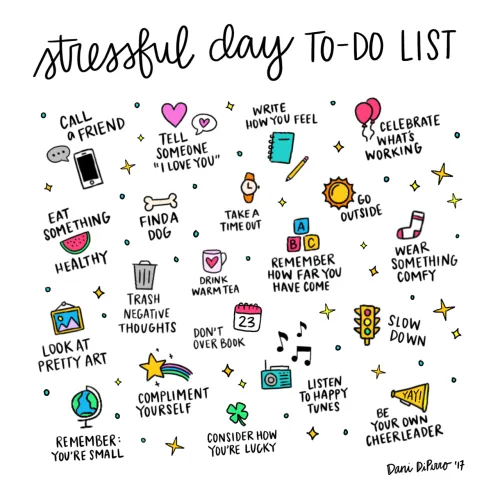 stressful day TO-DO LIST
CALL
a FRIEND
TELL
SOMEONE
"I LOVE YOU"
WRITE
HOW YOU FEEL
CELEBRATE
WHAT'S
WORKING
EAT
SOMETHING
HEALTHY
FIND A
DOG
TAKE A
TIME OUT
GO
OUTSIDE
A
B C
REMEMBER
HOW FAR YOU
HAVE COME
WEAR
SOMETHING
COMFY
TRASH
NEGATIVE
THOUGHTS
DRINK
WARM TEA
DON'T
OVER BOOK
23
SLOW
DOWN
LOOK AT
PRETTY ART
COMPLIMENT
YOURSELF
LISTEN
TO HAPPY
TUNES
YAY!
BE
YOUR OWN
CHEERLEADER
REMEMBER:
YOU'RE SMALL
CONSIDER HOW
YOU'RE LUCKY
Dani DiPirro '17